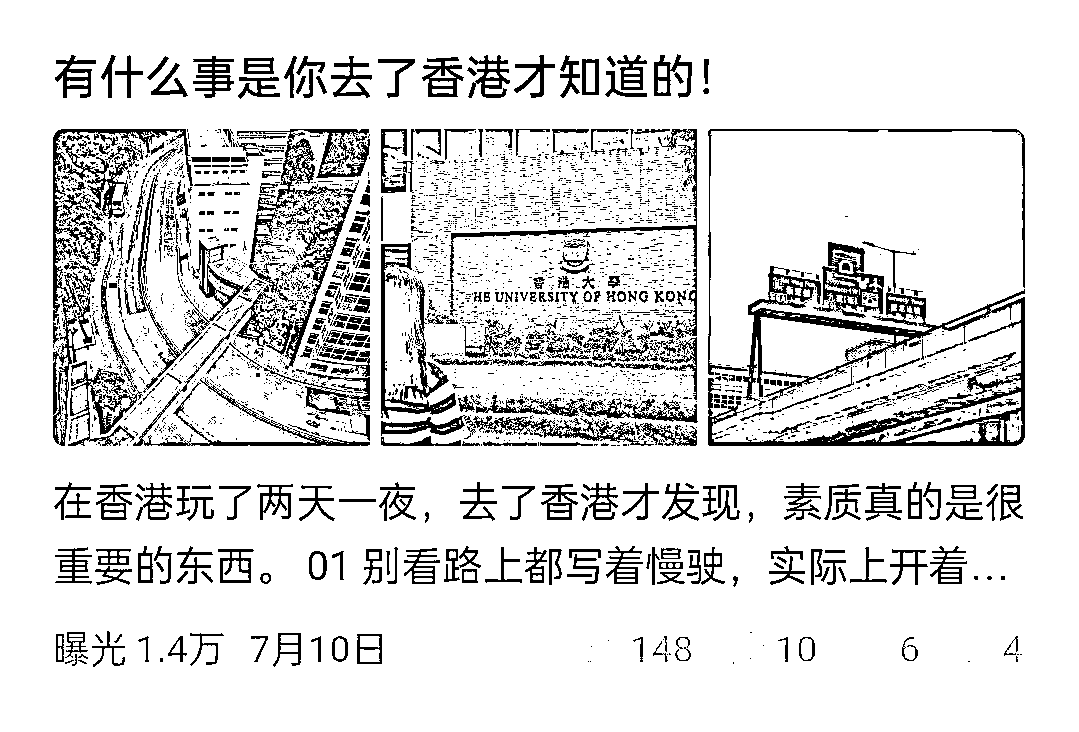 有什么事是你去了香港才知道的！
香港大學
THE UNIVERSITY OF HONG KONG
在香港玩了两天一夜，去了香港才发现，素质真的是很
重要的东西。 01 别看路上都写着慢驶，实际上开着...
曝光 1.4万 7月10日 148 10 6 4